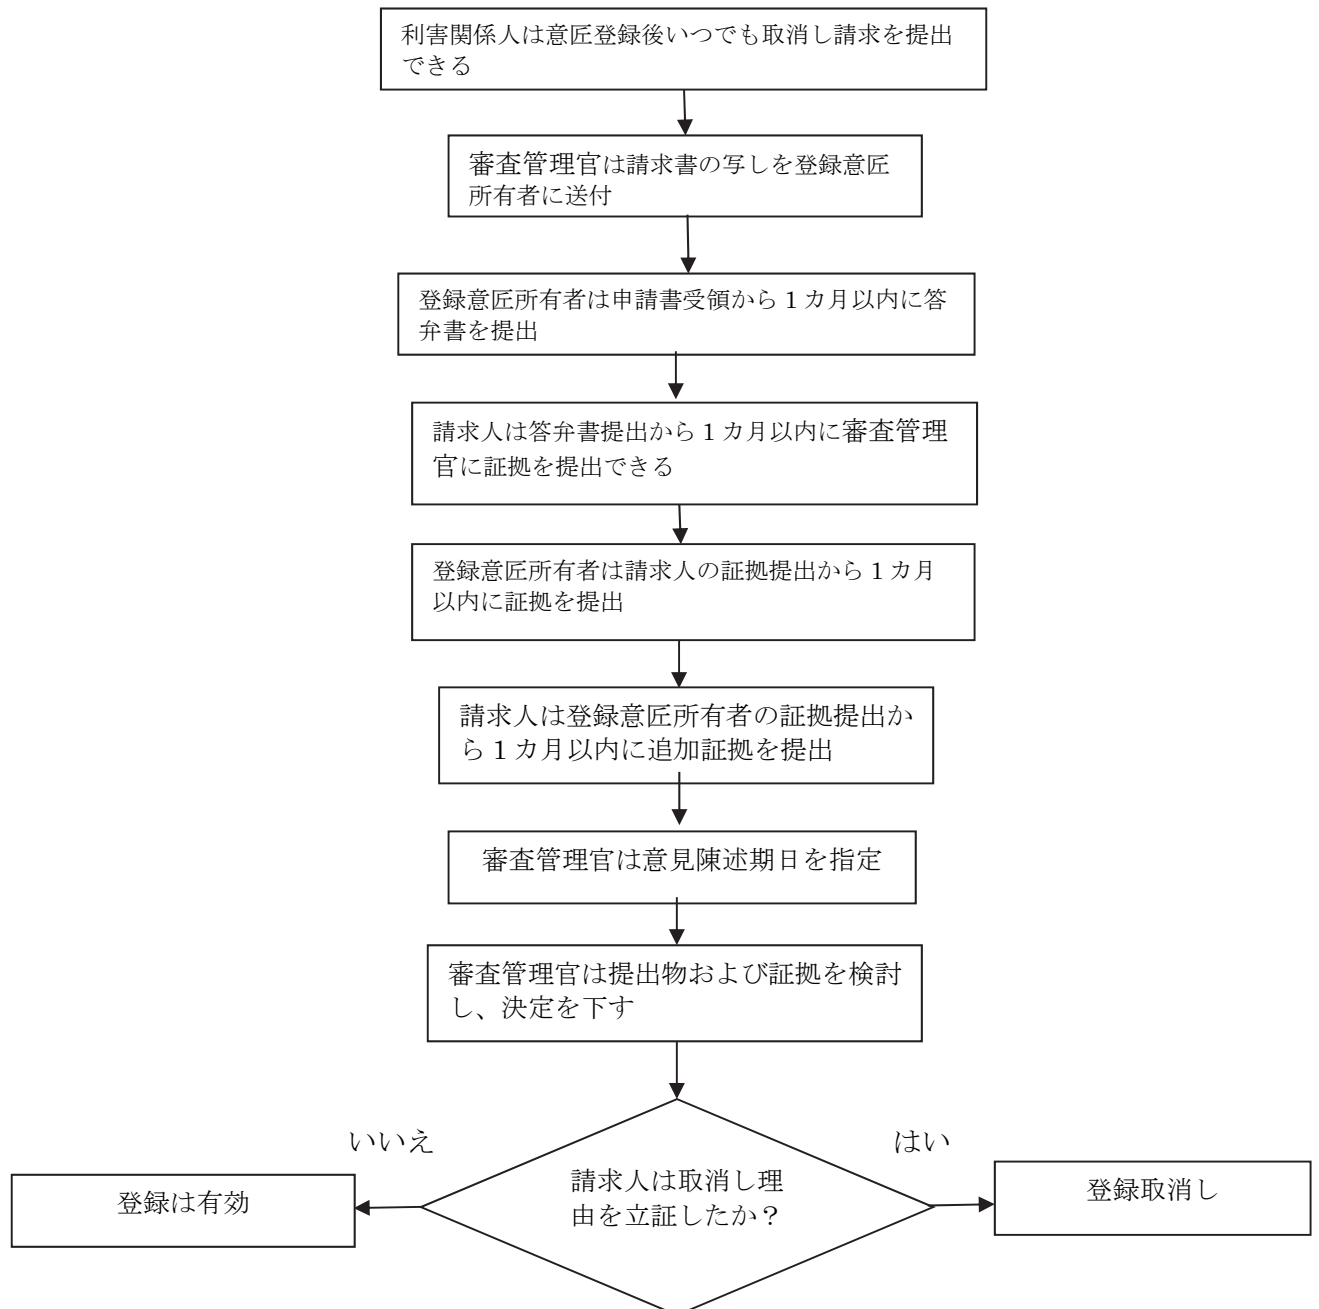 利害関係人は意匠登録後いつでも取消し請求を提出
できる
審査管理官は請求書の写しを登録意匠
所有者に送付
登録意匠所有者は申請書受領から１カ月以内に答
弁書を提出
請求人は答弁書提出から１カ月以内に審査管理
官に証拠を提出できる
登録意匠所有者は請求人の証拠提出から１カ月
以内に証拠を提出
請求人は登録意匠所有者の証拠提出か
ら１カ月以内に追加証拠を提出
審査管理官は意見陳述期日を指定
審査管理官は提出物および証拠を検討
し、決定を下す
いいえ
はい
請求人は取消し理
由を立証したか？
登録は有効
登録取消し